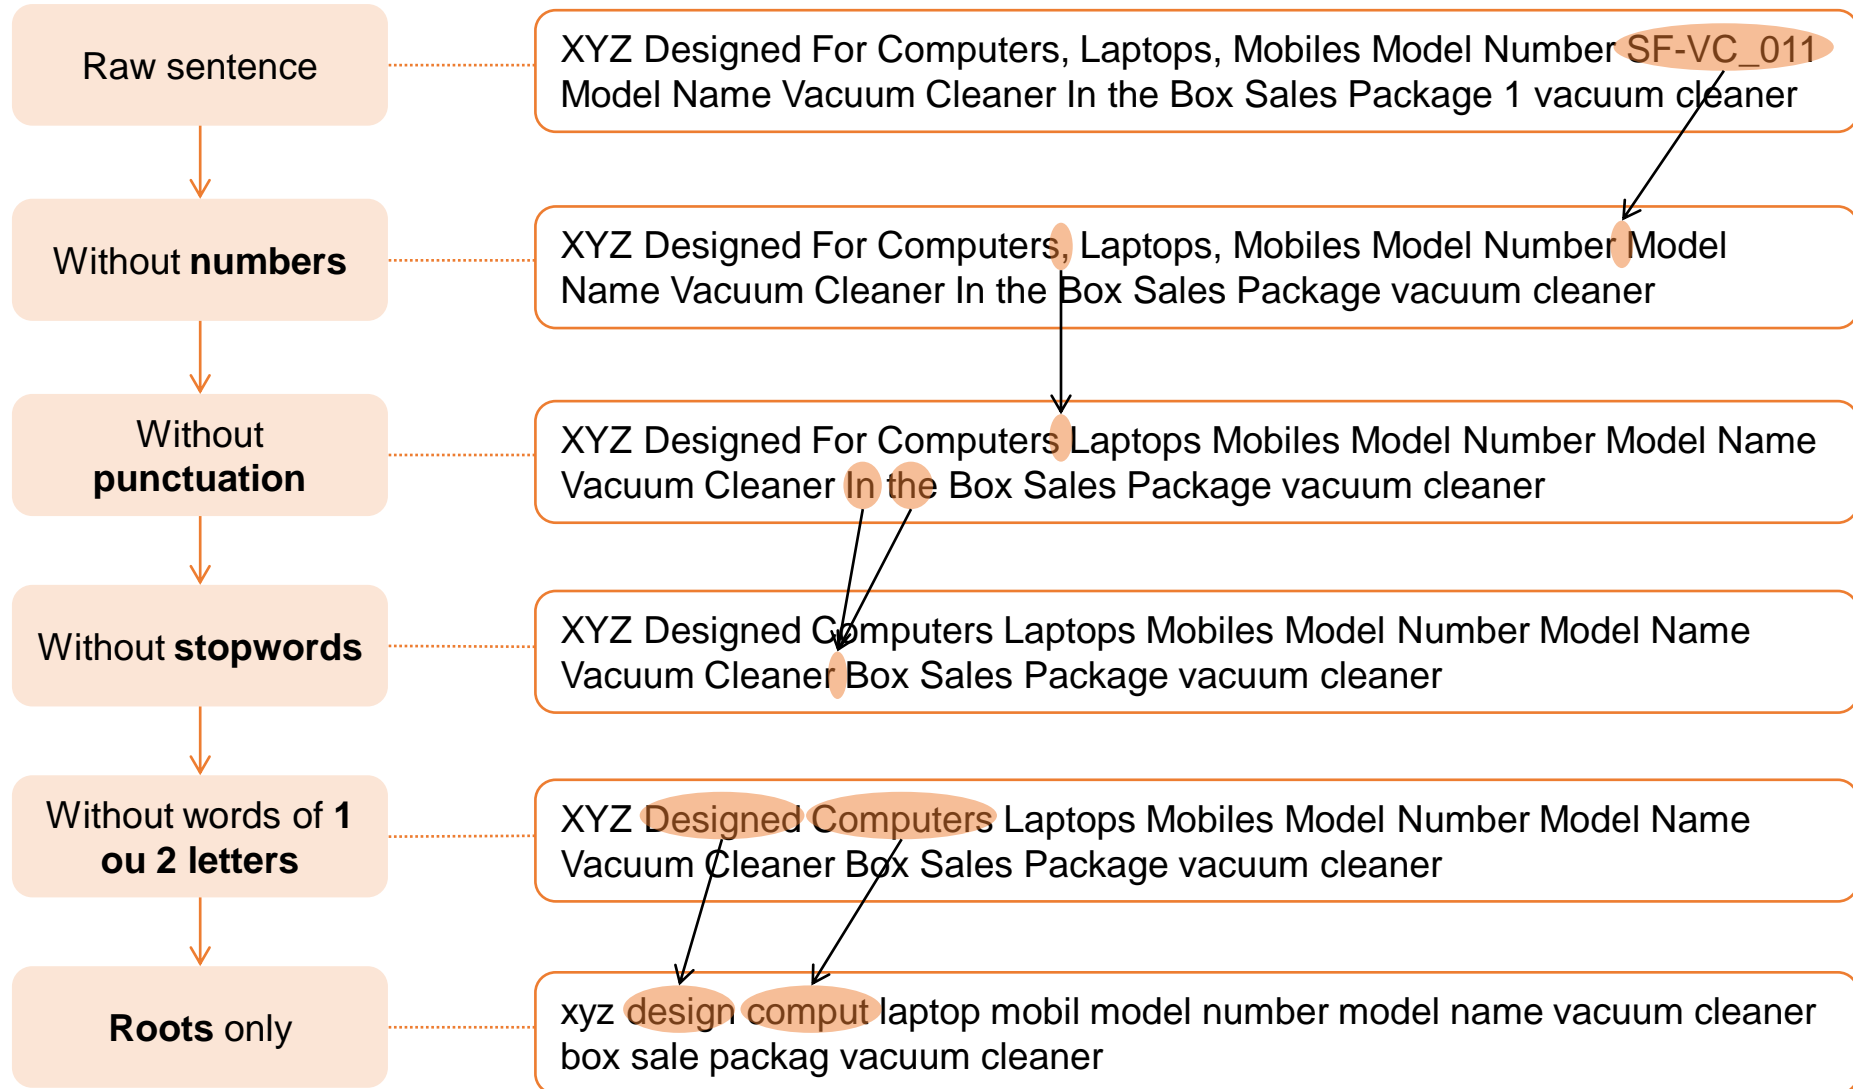 Raw sentence
XYZ Designed For Computers, Laptops, Mobiles Model Number SF-VC_011
Model Name Vacuum Cleaner In the Box Sales Package 1 vacuum cleaner
Without numbers
XYZ Designed For Computers, Laptops, Mobiles Model Number Model
Name Vacuum Cleaner In the Box Sales Package vacuum cleaner
Without
punctuation
XYZ Designed For Computers Laptops Mobiles Model Number Model Name
Vacuum Cleaner In the Box Sales Package vacuum cleaner
Without stopwords
XYZ Designed Computers Laptops Mobiles Model Number Model Name
Vacuum Cleaner Box Sales Package vacuum cleaner
Without words of 1
ou 2 letters
XYZ Designed Computers Laptops Mobiles Model Number Model Name
Vacuum Cleaner Box Sales Package vacuum cleaner
Roots only
xyz design comput laptop mobil model number model name vacuum cleaner
box sale packag vacuum cleaner